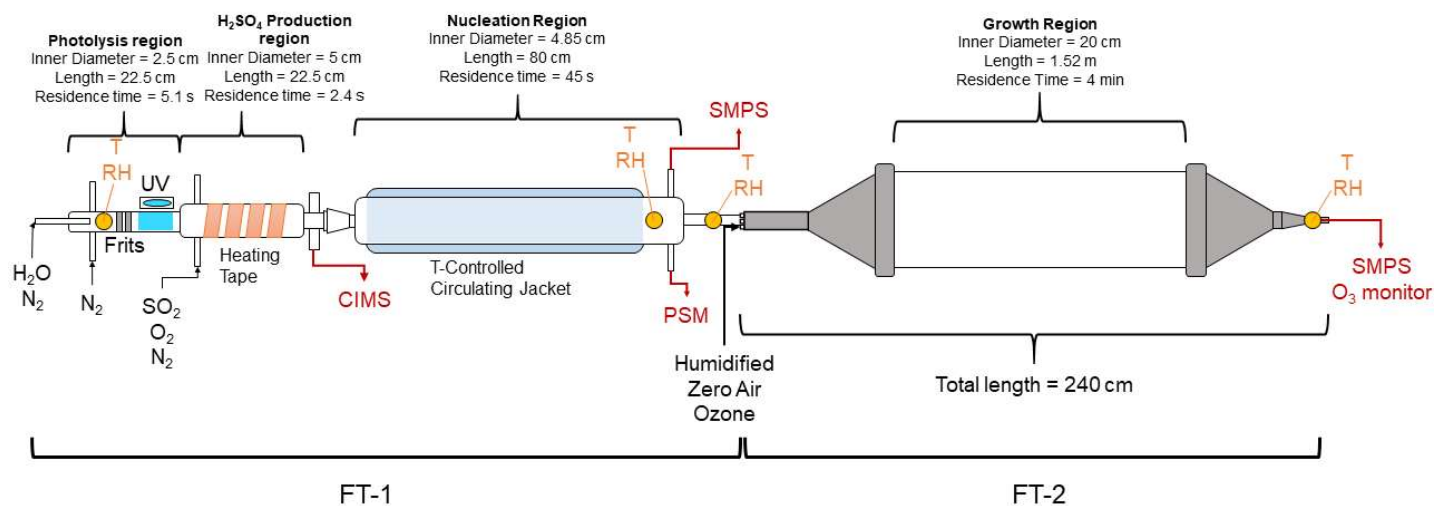 Photolysis region
Inner Diameter = 2.5 cm
Length = 22.5 cm
Residence time = 5.1 s
H₂SO₄ Production
region
Inner Diameter = 5 cm
Length = 22.5 cm
Residence time = 2.4 s
Nucleation Region
Inner Diameter = 4.85 cm
Length = 80 cm
Residence time = 45 s
Growth Region
Inner Diameter = 20 cm
Length = 1.52 m
Residence Time = 4 min
T
RH
UV
Frits
H₂O
N₂
N₂
SO₂
O₂
N₂
Heating
Tape
CIMS
T-Controlled
Circulating Jacket
T
RH
SMPS
PSM
T
RH
Humidified
Zero Air
Ozone
T
RH
SMPS
O₃ monitor
Total length = 240 cm
FT-1
FT-2